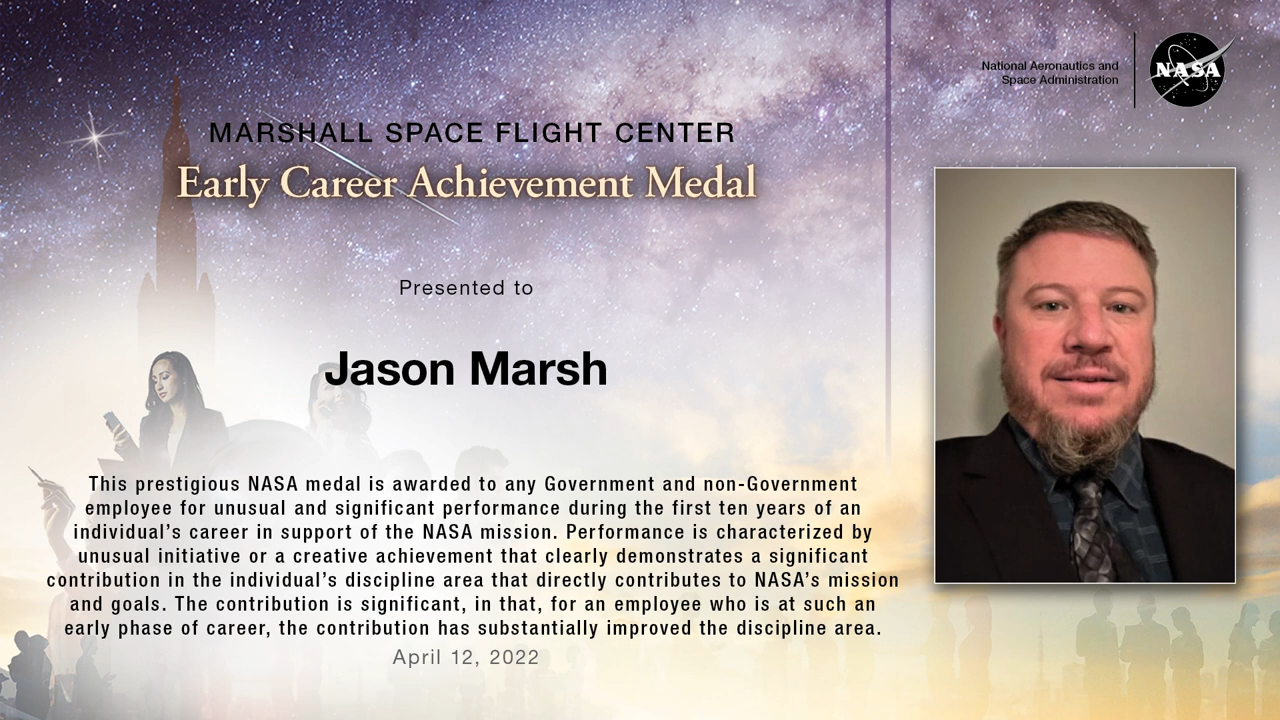 National Aeronautics and
Space Administration
NASA
MARSHALL SPACE FLIGHT CENTER
Early Career Achievement Medal
Presented to
Jason Marsh
This prestigious NASA medal is awarded to any Government and non-Government
employee for unusual and significant performance during the first ten years of an
individual’s career in support of the NASA mission. Performance is characterized by
unusual initiative or a creative achievement that clearly demonstrates a significant
contribution in the individual’s discipline area that directly contributes to NASA’s mission
and goals. The contribution is significant, in that, for an employee who is at such an
early phase of career, the contribution has substantially improved the discipline area.
April 12, 2022